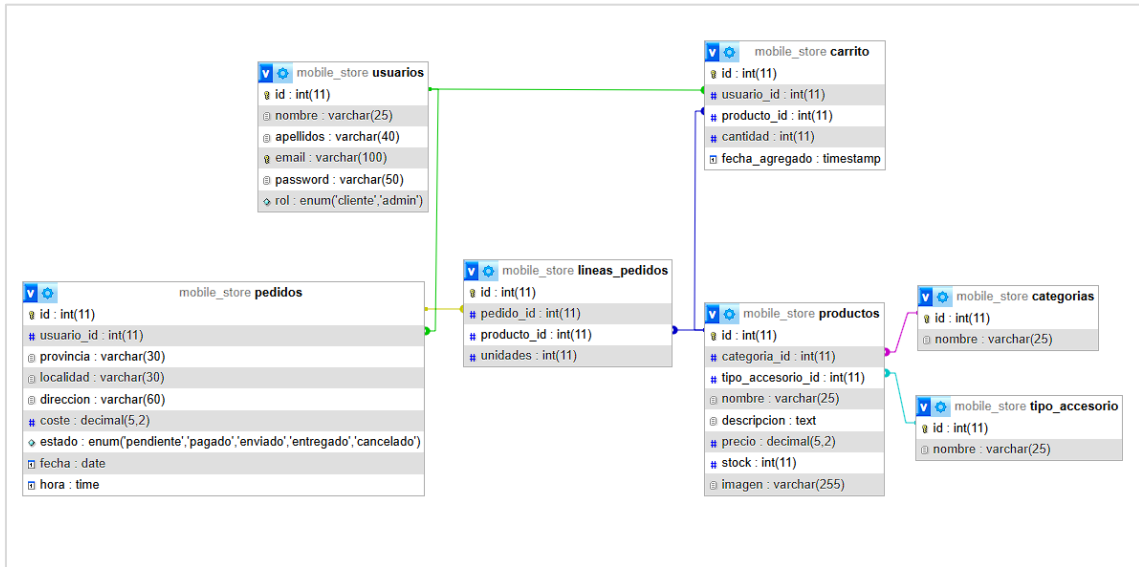 mobile_store usuarios
id : int(11)
nombre : varchar(25)
apellidos : varchar(40)
email : varchar(100)
password : varchar(50)
rol : enum('cliente','admin')
mobile_store carrito
id : int(11)
usuario_id : int(11)
producto_id : int(11)
cantidad : int(11)
fecha_agregado : timestamp
mobile_store pedidos
id : int(11)
usuario_id : int(11)
provincia : varchar(30)
localidad : varchar(30)
direccion : varchar(60)
coste : decimal(5,2)
estado : enum('pendiente','pagado','enviado','entregado','cancelado')
fecha : date
hora : time
mobile_store lineas_pedidos
id : int(11)
pedido_id : int(11)
producto_id : int(11)
unidades : int(11)
mobile_store productos
id : int(11)
categoria_id : int(11)
tipo_accesorio_id : int(11)
nombre : varchar(25)
descripcion : text
precio : decimal(5,2)
stock : int(11)
imagen : varchar(255)
mobile_store categorias
id : int(11)
nombre : varchar(25)
mobile_store tipo_accesorio
id : int(11)
nombre : varchar(25)